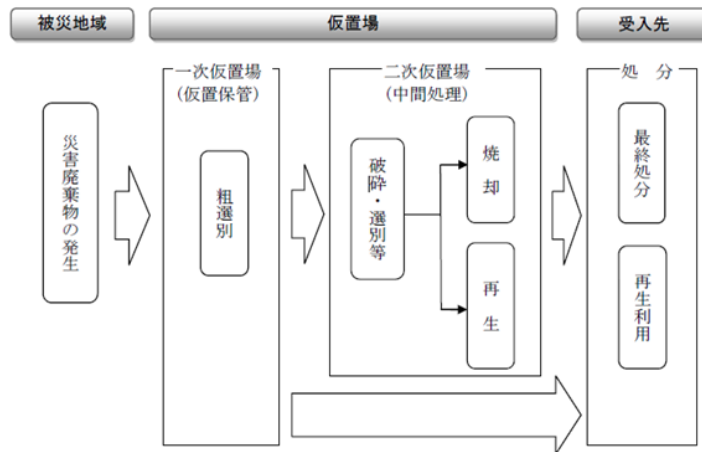 被災地域
仮置場
受入先
一次仮置場
(仮置保管)
二次仮置場
(中間処理)
処 分
災害廃棄物の発生
粗選別
破砕・選別等
焼却
再生
最終処分
再生利用